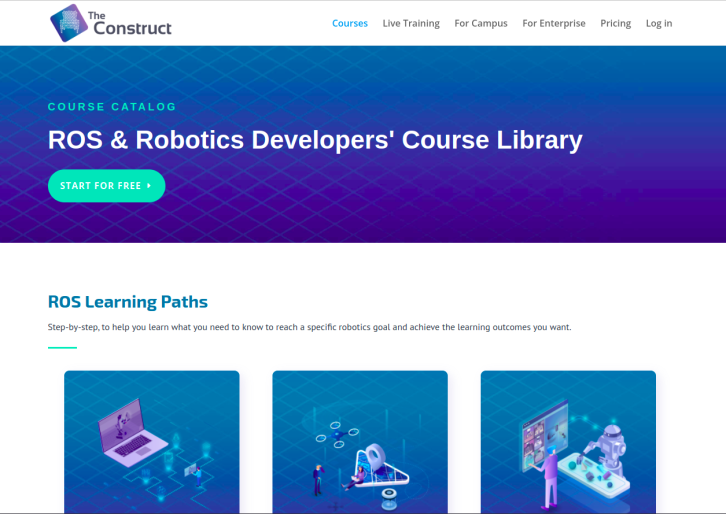 The
Construct
Courses Live Training For Campus For Enterprise Pricing Log in
COURSE CATALOG
ROS & Robotics Developers' Course Library
START FOR FREE
ROS Learning Paths
Step-by-step, to help you learn what you need to know to reach a specific robotics goal and achieve the learning outcomes you want.